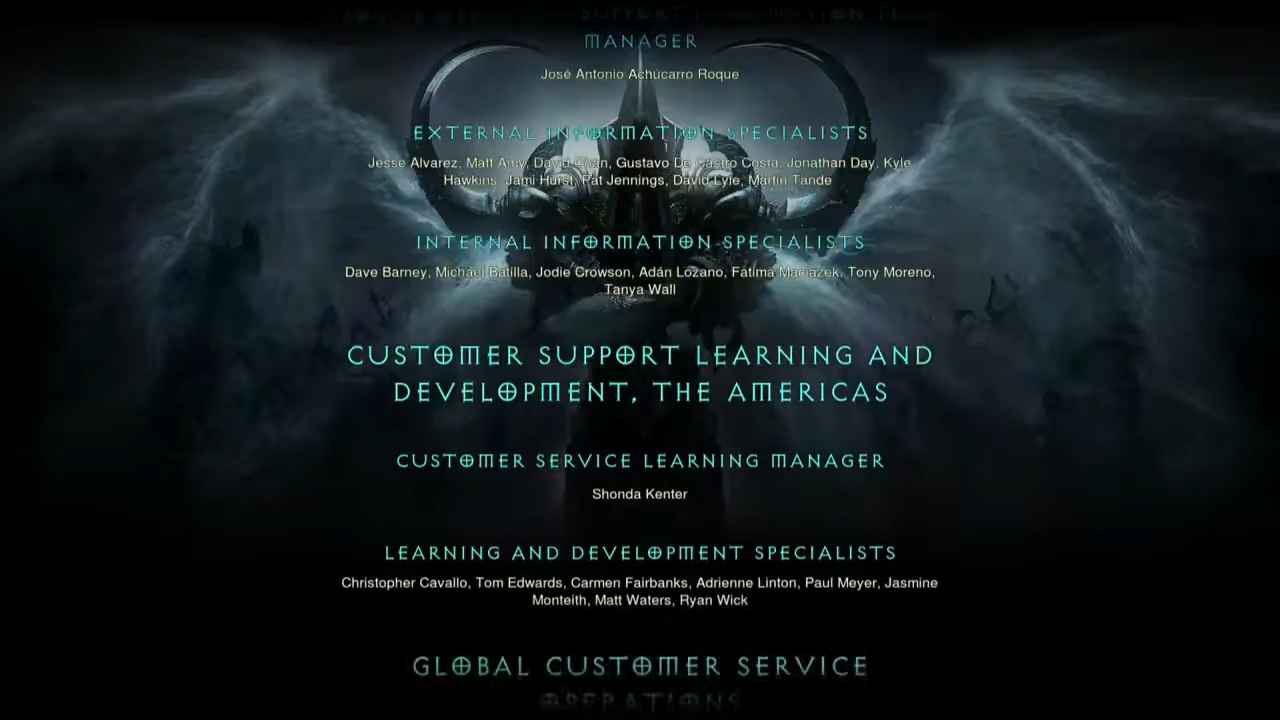 SUPPORT
MANAGER
José Antonio Achúcarro Roque
EXTERNAL INFORMATION SPECIALISTS
Jesse Alvarez, Matt Amy, David Chan, Gustavo De Castro Costa, Jonathan Day, Kyle
Hawkins, Jami Hurst, Pat Jennings, David Lyle, Martin Tande
INTERNAL INFORMATION SPECIALISTS
Dave Barney, Michael Batilla, Jodie Crowson, Adán Lozano, Fatima Maciazek, Tony Moreno,
Tanya Wall
CUSTOMER SUPPORT LEARNING AND
DEVELOPMENT, THE AMERICAS
CUSTOMER SERVICE LEARNING MANAGER
Shonda Kenter
LEARNING AND DEVELOPMENT SPECIALISTS
Christopher Cavallo, Tom Edwards, Carmen Fairbanks, Adrienne Linton, Paul Meyer, Jasmine
Monteith, Matt Waters, Ryan Wick
GLOBAL CUSTOMER SERVICE
OPERATIONS